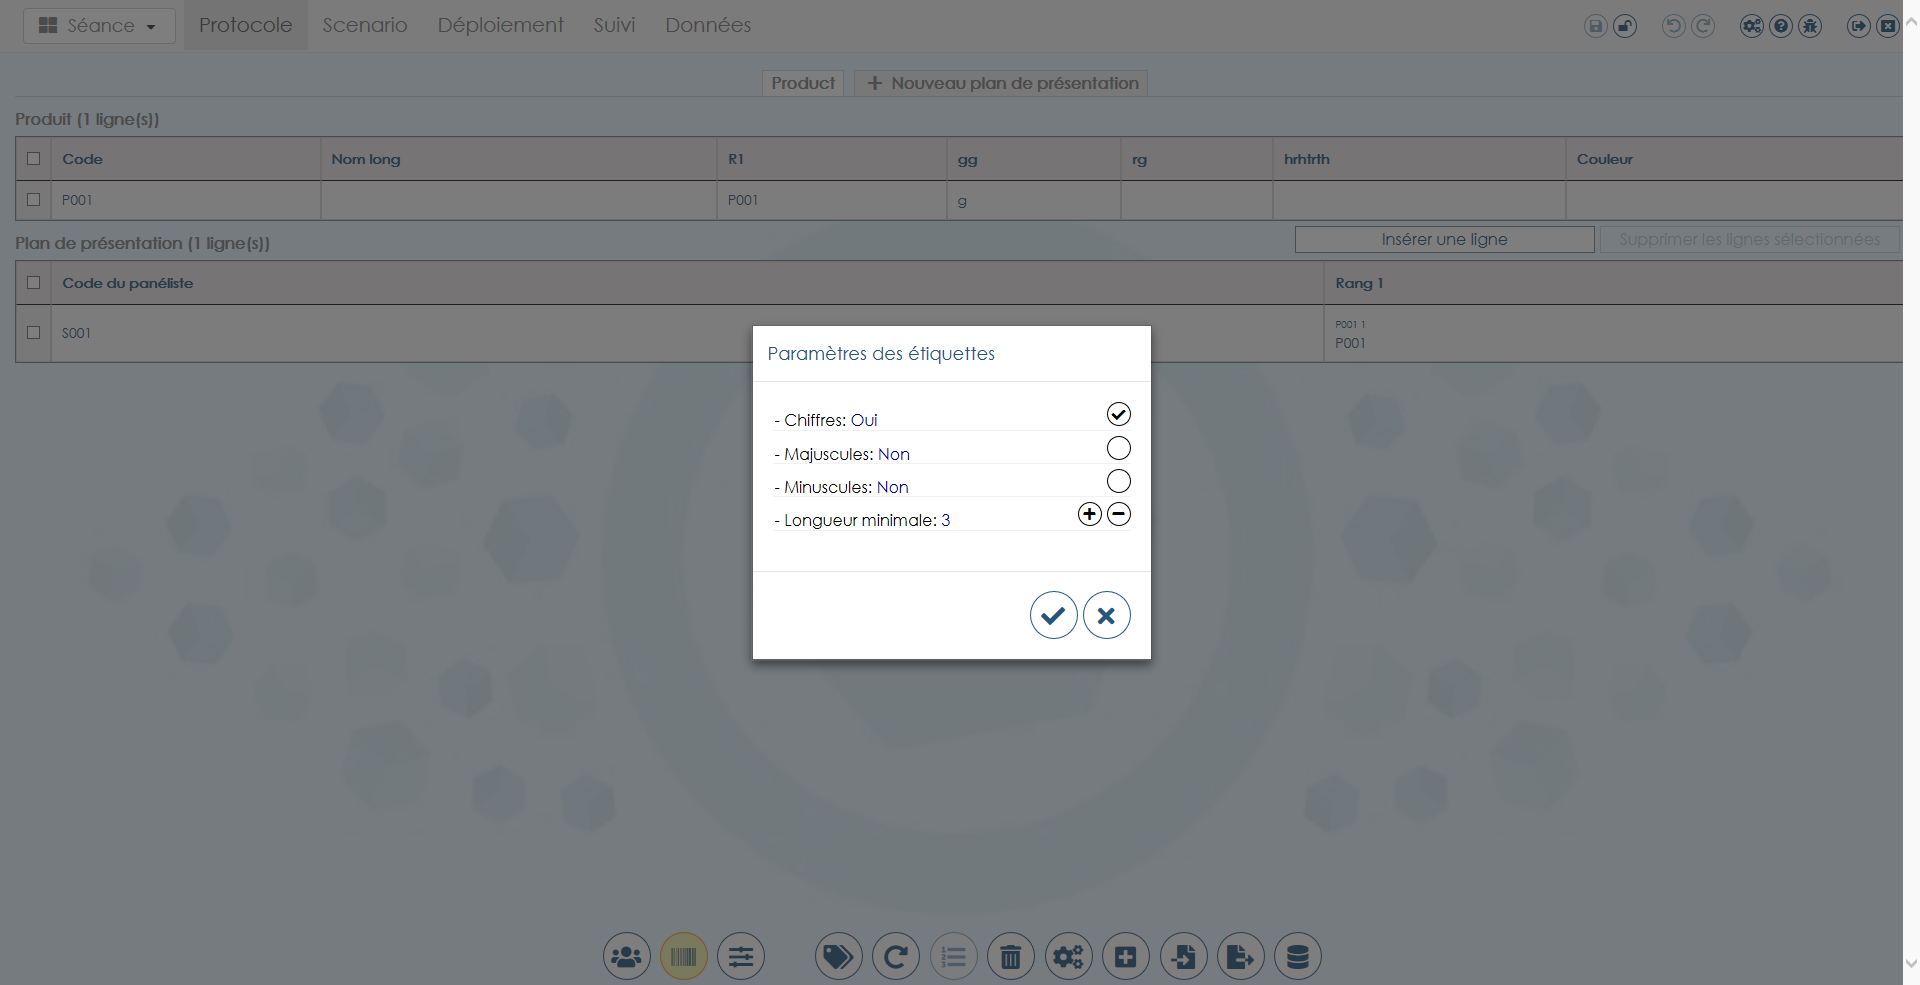 Séance
Protocole
Scenario
Déploiement
Suivi
Données
Product
Nouveau plan de présentation
Produit (1 ligne(s))
Code Nom long R1 gg rg hrhtrth Couleur
P001 P001 g
Plan de présentation (1 ligne(s))
Insérer une ligne
Supprimer les lignes sélectionnées
Code du panéliste Rang 1
S001 P001 1
P001
Paramètres des étiquettes
- Chiffres: Oui
- Majuscules: Non
- Minuscules: Non
- Longueur minimale: 3